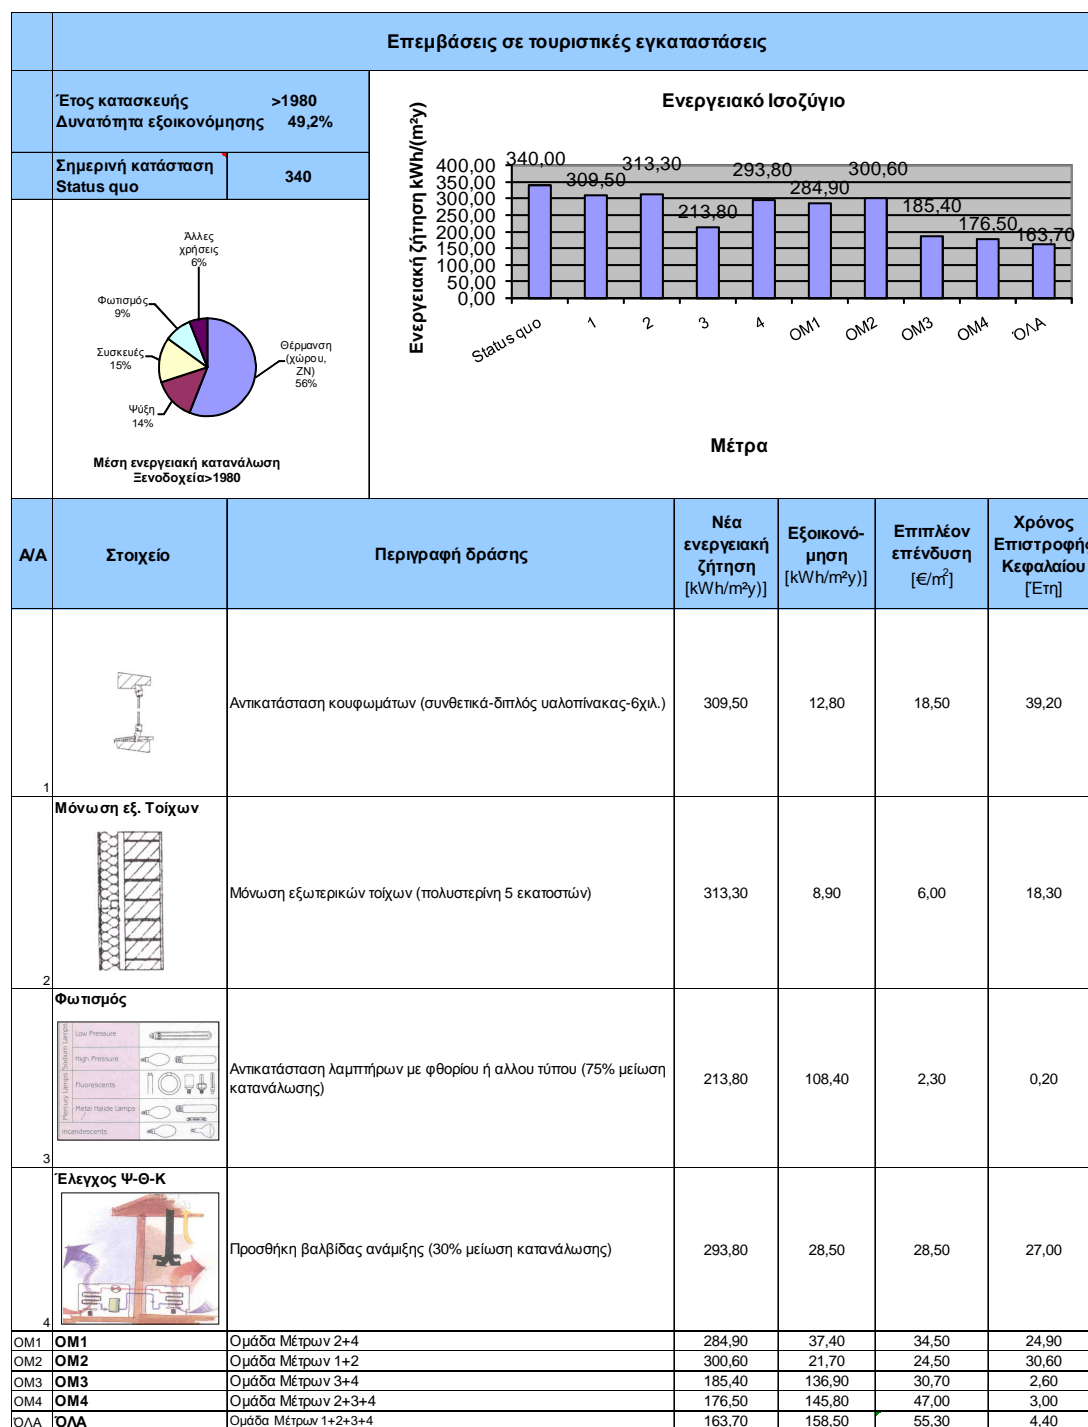 Επεμβάσεις σε τουριστικές εγκαταστάσεις
Έτος κατασκευής >1980
Δυνατότητα εξοικονόμησης 49,2%
Σημερινή κατάσταση
Status quo
340
Άλλες
χρήσεις
6%
Φωτισμός
9%
Συσκευές
15%
Ψύξη
14%
Θέρμανση
(χώρου,
ΖΝ)
56%
Μέση ενεργειακή κατανάλωση
Ξενοδοχεία>1980
Ενεργειακό Ισοζύγιο
Ενεργειακή ζήτηση kWh/(m²y)
400,00
350,00
300,00
250,00
200,00
150,00
100,00
50,00
0,00
340,00
309,50
313,30
213,80
293,80
284,90
300,60
185,40
176,50
163,70
Status quo
1
2
3
4
ΟΜ1
ΟΜ2
ΟΜ3
ΟΜ4
ΌΛΑ
Μέτρα
Α/Α
Στοιχείο
Περιγραφή δράσης
Νέα
ενεργειακή
ζήτηση
[kWh/m²y)]
Εξοικονό-
μηση
[kWh/m²y)]
Επιπλέον
επένδυση
[€/m²]
Χρόνος
Επιστροφής
Κεφαλαίου
[Έτη]
1
Αντικατάσταση κουφωμάτων (συνθετικά-διπλός υαλοπίνακας-6χιλ.) 309,50 12,80 18,50 39,20
Μόνωση εξ. Τοίχων
2
Μόνωση εξωτερικών τοίχων (πολυστερίνη 5 εκατοστών) 313,30 8,90 6,00 18,30
Φωτισμός
Mercury Lamps Sodium Lamps
Low Pressure
High Pressure
Fluorescents
Metal Halide Lamps
Incandescents
3
Αντικατάσταση λαμπτήρων με φθορίου ή αλλου τύπου (75% μείωση
κατανάλωσης)
213,80 108,40 2,30 0,20
Έλεγχος Ψ-Θ-Κ
4
Προσθήκη βαλβίδας ανάμιξης (30% μείωση κατανάλωσης) 293,80 28,50 28,50 27,00
ΟΜ1 ΟΜ1 Ομάδα Μέτρων 2+4 284,90 37,40 34,50 24,90
ΟΜ2 ΟΜ2 Ομάδα Μέτρων 1+2 300,60 21,70 24,50 30,60
ΟΜ3 ΟΜ3 Ομάδα Μέτρων 3+4 185,40 136,90 30,70 2,60
ΟΜ4 ΟΜ4 Ομάδα Μέτρων 2+3+4 176,50 145,80 47,00 3,00
ΌΛΑ ΌΛΑ Ομάδα Μέτρων 1+2+3+4 163,70 158,50 55,30 4,40